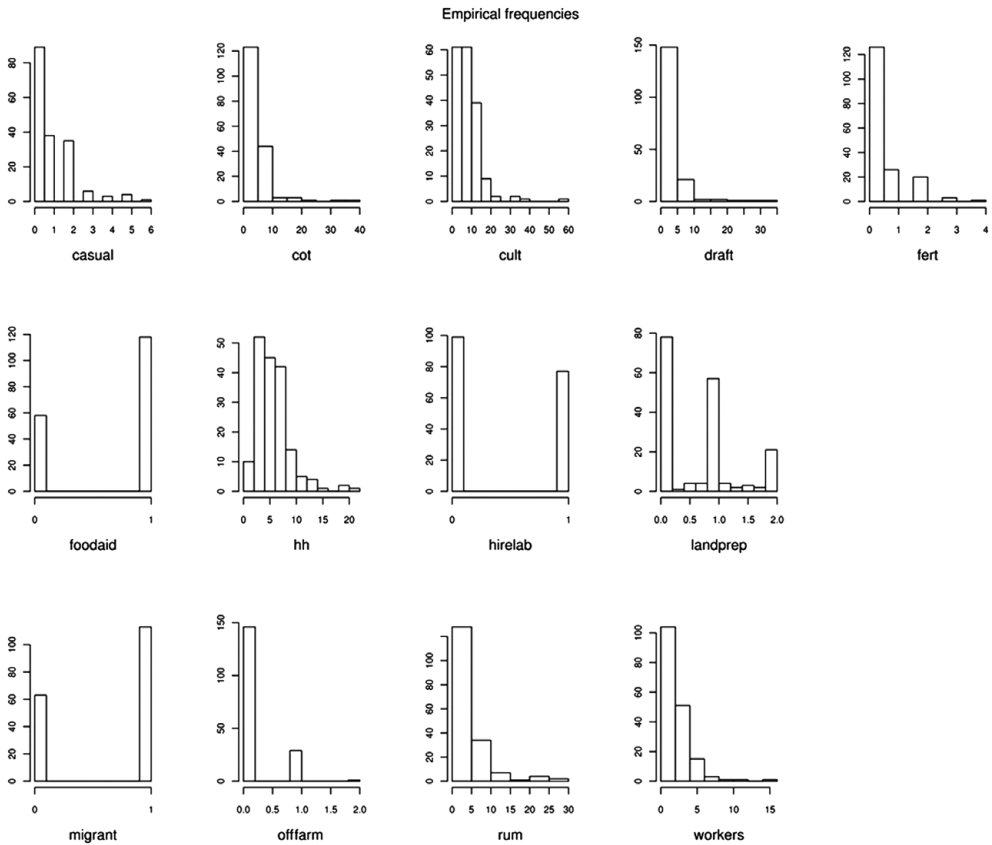 Empirical frequencies
0 20 40 60 80
0 1 2 3 4 5 6
casual
0 20 40 60 80 100 120
0 10 20 30 40
cot
0 10 20 30 40 50 60
0 10 20 30 40 50 60
cult
0 50 100 150
0 5 10 20 30
draft
0 20 40 60 80 100 120
0 1 2 3 4
fert
0 20 40 60 80 100 120
0 1
foodaid
0 10 20 30 40 50
0 5 10 15 20
hh
0 20 40 60 80 100
0 1
hirelab
0 20 40 60 80
0.0 0.5 1.0 1.5 2.0
landprep
0 20 40 60 80 100
0 1
migrant
0 50 100 150
0.0 0.5 1.0 2.0
offfarm
0 20 40 60 80 100
0 5 10 15 20 25 30
rum
0 20 40 60 80 100
0 5 10 15
workers